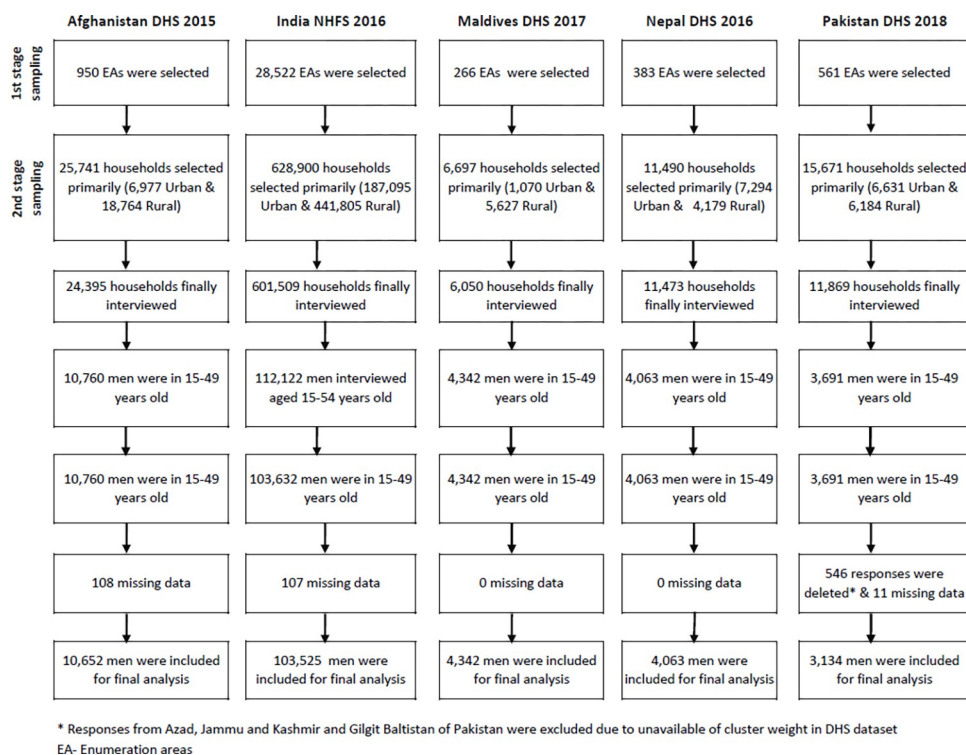 Afghanistan DHS 2015
India NHFS 2016
Maldives DHS 2017
Nepal DHS 2016
Pakistan DHS 2018
1st stage
sampling
950 EAs were selected
28,522 EAs were selected
266 EAs were selected
383 EAs were selected
561 EAs were selected
2nd stage
sampling
25,741 households selected
primarily (6,977 Urban &
18,764 Rural)
628,900 households
selected primarily (187,095
Urban & 441,805 Rural)
6,697 households selected
primarily (1,070 Urban &
5,627 Rural)
11,490 households
selected primarily (7,294
Urban & 4,179 Rural)
15,671 households selected
primarily (6,631 Urban &
6,184 Rural)
24,395 households finally
interviewed
601,509 households finally
interviewed
6,050 households finally
interviewed
11,473 households
finally interviewed
11,869 households finally
interviewed
10,760 men were in 15-49
years old
112,122 men interviewed
aged 15-54 years old
4,342 men were in 15-49
years old
4,063 men were in 15-49
years old
3,691 men were in 15-49
years old
10,760 men were in 15-49
years old
103,632 men were in 15-49
years old
4,342 men were in 15-49
years old
4,063 men were in 15-49
years old
3,691 men were in 15-49
years old
108 missing data
107 missing data
0 missing data
0 missing data
546 responses were
deleted* & 11 missing data
10,652 men were included
for final analysis
103,525 men were
included for final analysis
4,342 men were included
for final analysis
4,063 men were
included for final analysis
3,134 men were included
for final analysis
* Responses from Azad, Jammu and Kashmir and Gilgit Baltistan of Pakistan were excluded due to unavailable of cluster weight in DHS dataset
EA- Enumeration areas